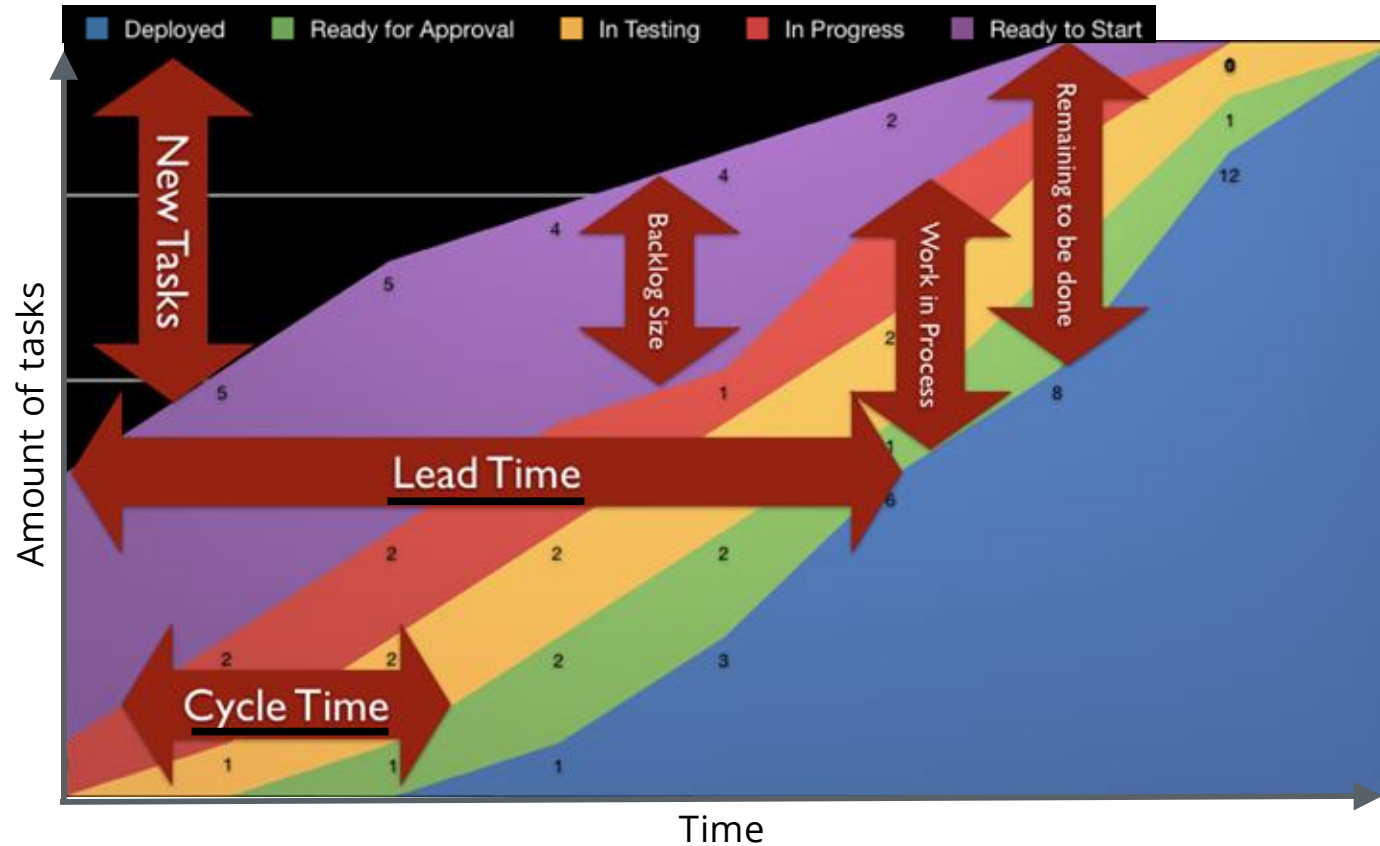 Deployed Ready for Approval In Testing In Progress Ready to Start
New Tasks
Backlog Size
Work in Process
Remaining to be done
Lead Time
Cycle Time
Amount of tasks
Time
0
2
1
4
12
4
5
2
5
1
8
1
6
2
2
2
2
2
2
3
1
1
1